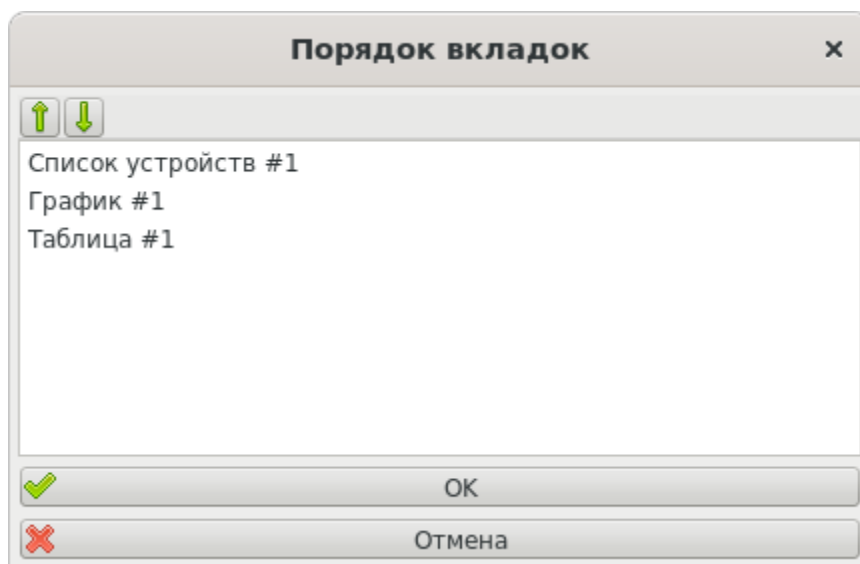 Порядок вкладок
Список устройств #1
График #1
Таблица #1
OK
Отмена